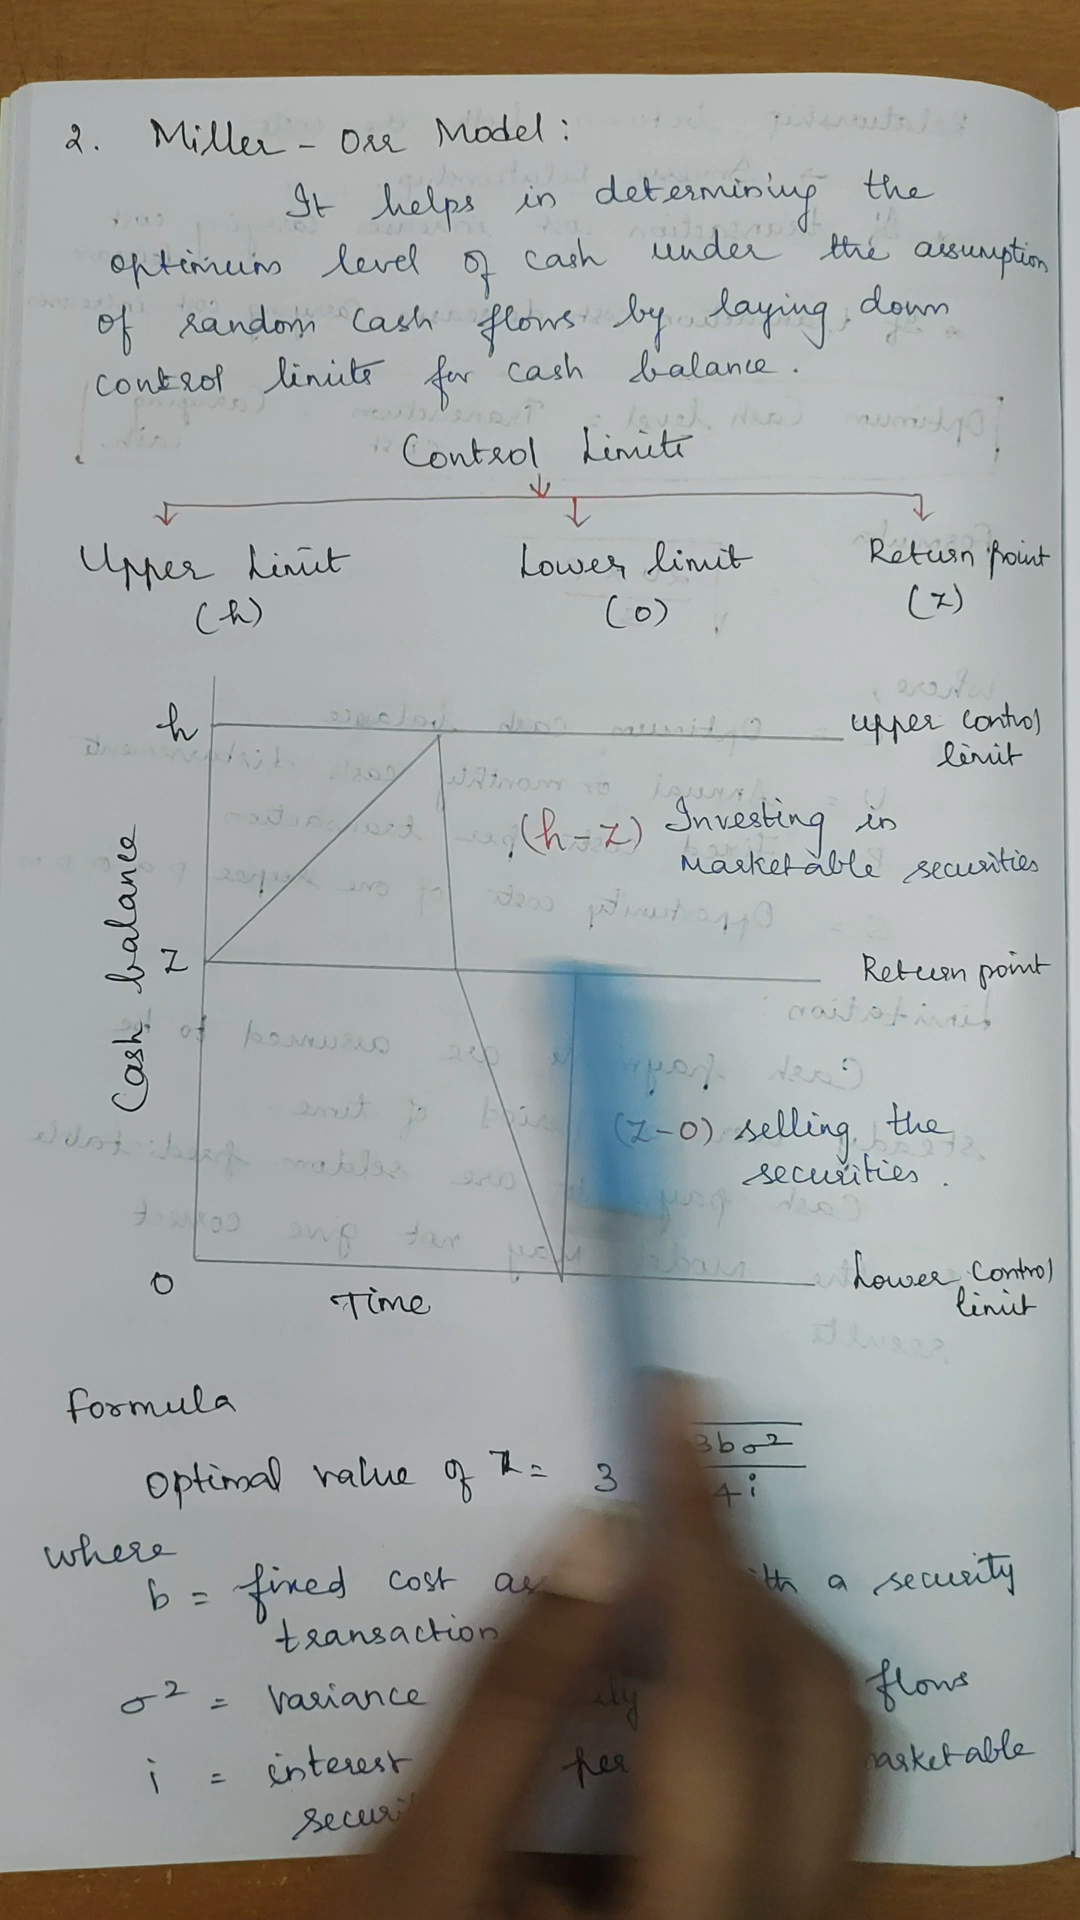 2. Miller - Orr Model:
It helps in determining the
optimum level of cash under the assumption
of random cash flows by laying down
control limits for cash balance.
Control Limits
Upper Limit
(h)
Lower limit
(0)
Return point
(z)
h
upper control
limit
(h-z) Investing in
marketable securities
Cash balance
Z
Return point
(z-0) selling the
securities.
0
Time
Lower control
limit
Formula
optimal value of z = 3
3bσ²
4i
where
b = fixed cost a security
transaction
σ² = variance flows
i = interest per